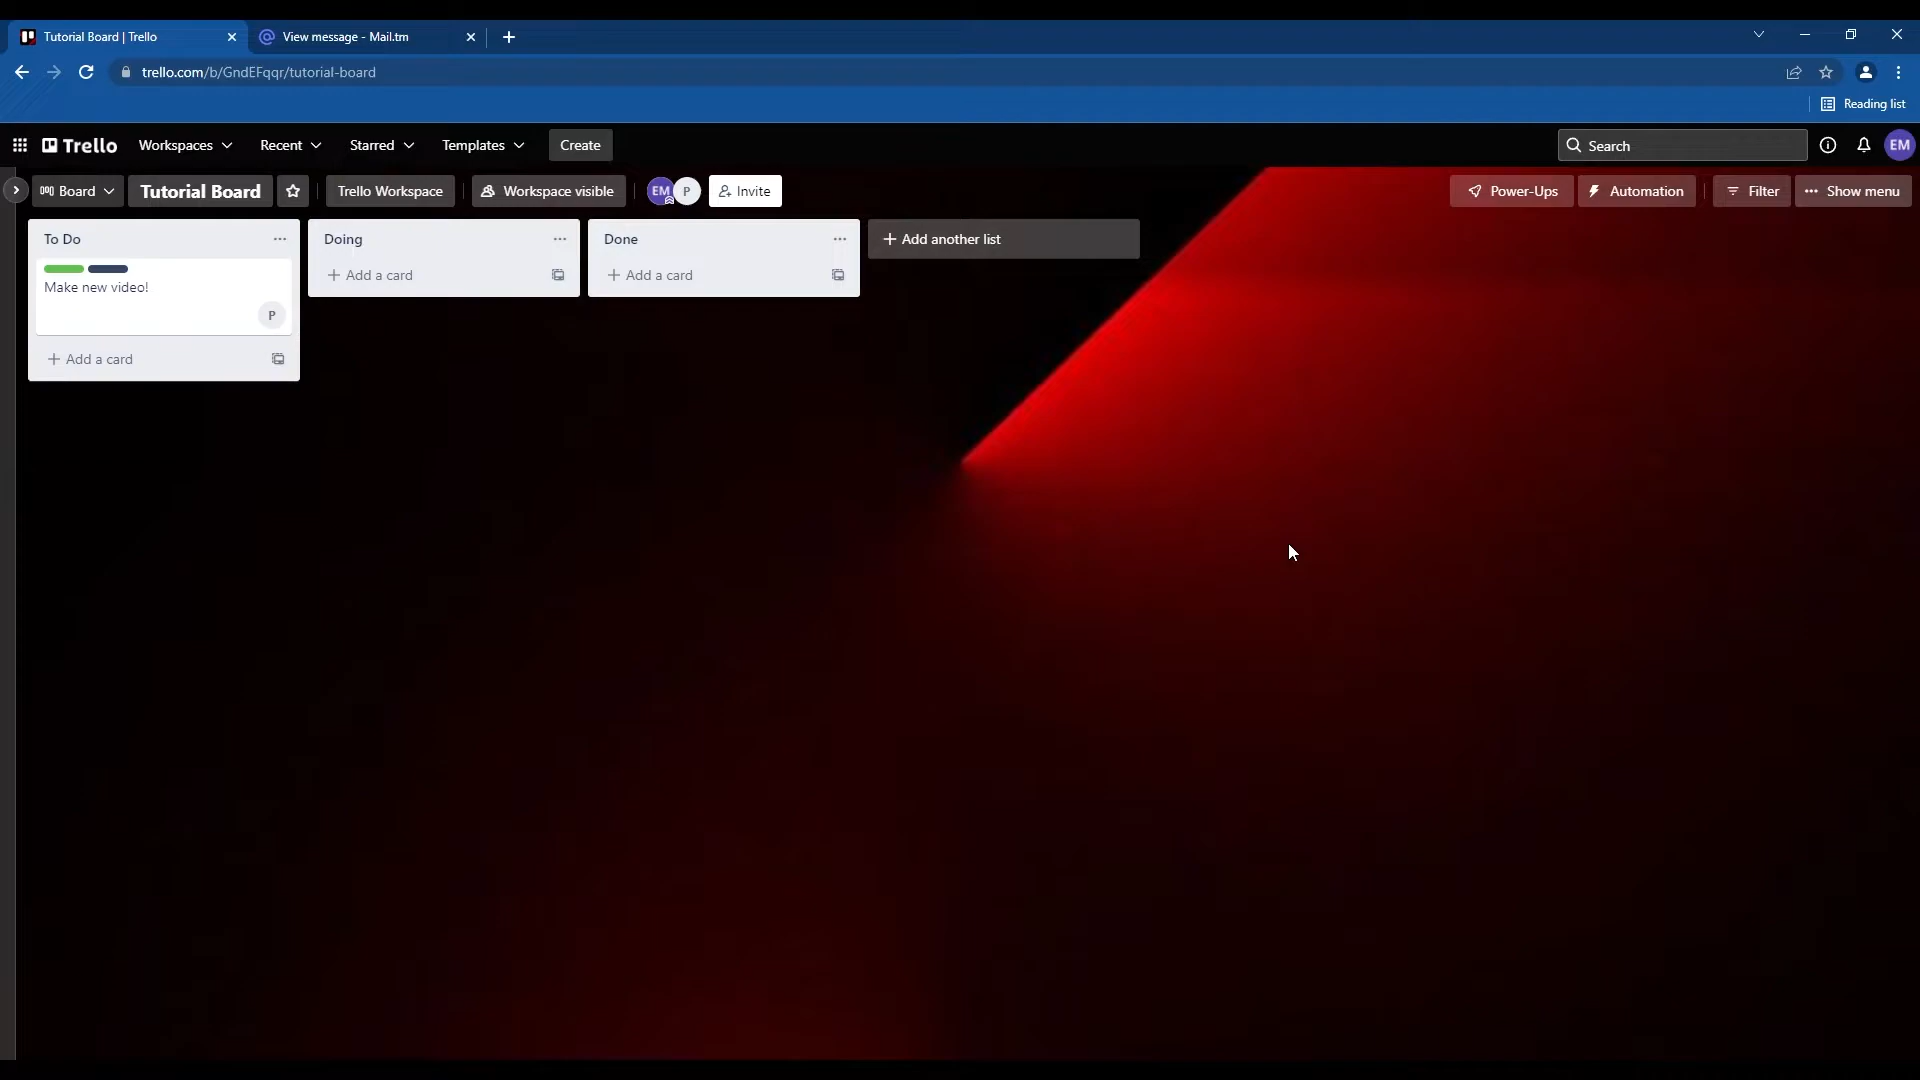 Tutorial Board | Trello
View message - Mail.tm
trello.com/b/GndEFqqr/tutorial-board
Reading list
Trello
Workspaces
Recent
Starred
Templates
Create
Search
EM
Board
Tutorial Board
Trello Workspace
Workspace visible
EM
P
Invite
Power-Ups
Automation
Filter
Show menu
To Do
Doing
Done
+ Add another list
Make new video!
P
+ Add a card
+ Add a card
+ Add a card